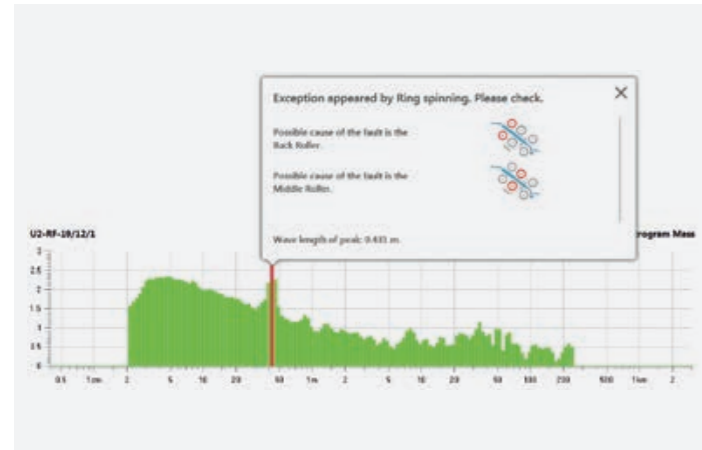 Exception appeared by Ring spinning. Please check.
Possible cause of the fault is the
Back Roller.
Possible cause of the fault is the
Middle Roller.
Wave length of peak: 0.431 m.
U2-RF-10/12/1
rogram Mass
3
2.5
2
1.5
1
0
0.5 1cm 2 5 10 20 50 1m 2 5 10 20 50 100 200 500 1km 2